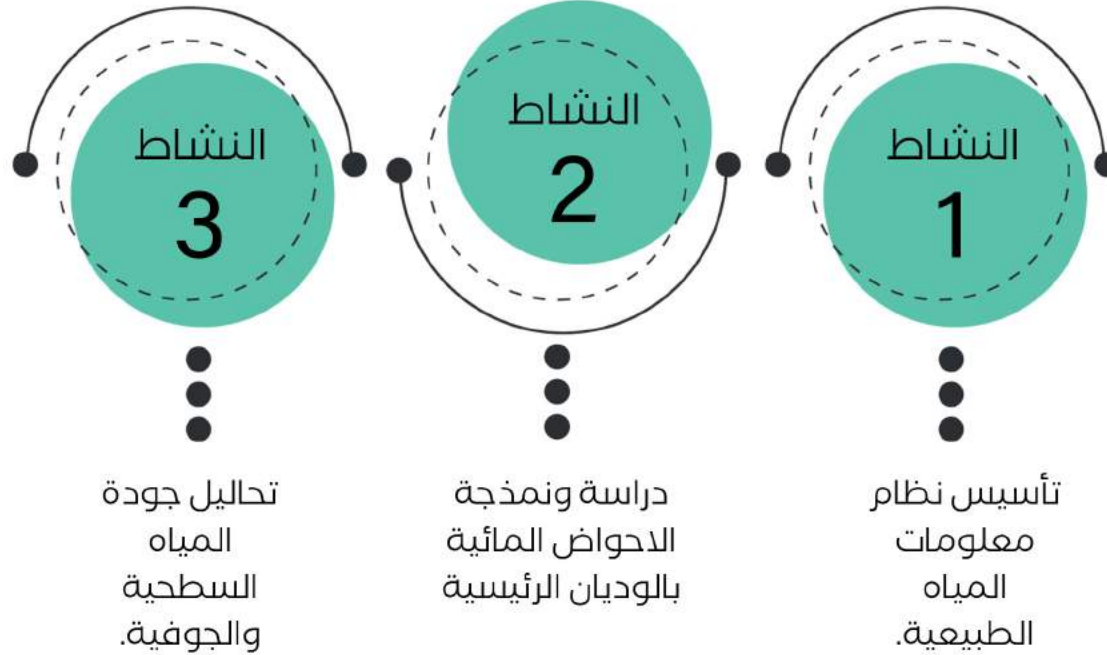 النشاط
1
تأسيس نظام
معلومات
المياه
الطبيعية.
النشاط
2
دراسة ونمذجة
الاحواض المائية
بالوديان الرئيسية
النشاط
3
تحاليل جودة
المياه
السطحية
والجوفية.